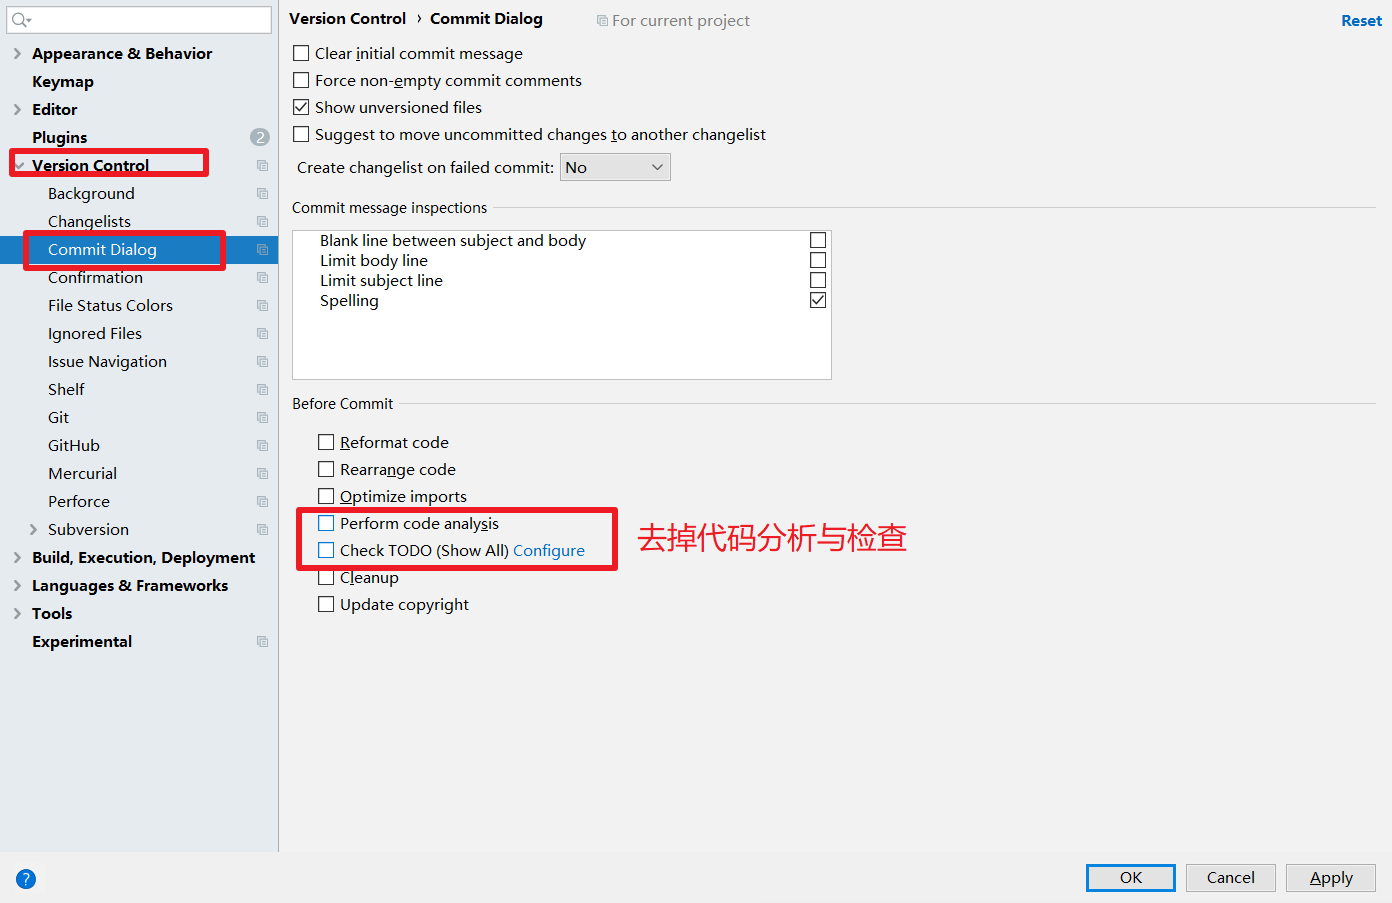 Appearance & Behavior
Keymap
Editor
Plugins 2
Version Control
Background
Changelists
Commit Dialog
Confirmation
File Status Colors
Ignored Files
Issue Navigation
Shelf
Git
GitHub
Mercurial
Perforce
Subversion
Build, Execution, Deployment
Languages & Frameworks
Tools
Experimental
Version Control › Commit Dialog For current project Reset
Clear initial commit message
Force non-empty commit comments
Show unversioned files
Suggest to move uncommitted changes to another changelist
Create changelist on failed commit: No
Commit message inspections
Blank line between subject and body
Limit body line
Limit subject line
Spelling
Before Commit
Reformat code
Rearrange code
Optimize imports
Perform code analysis
Check TODO (Show All) Configure
去掉代码分析与检查
Cleanup
Update copyright
? OK Cancel Apply